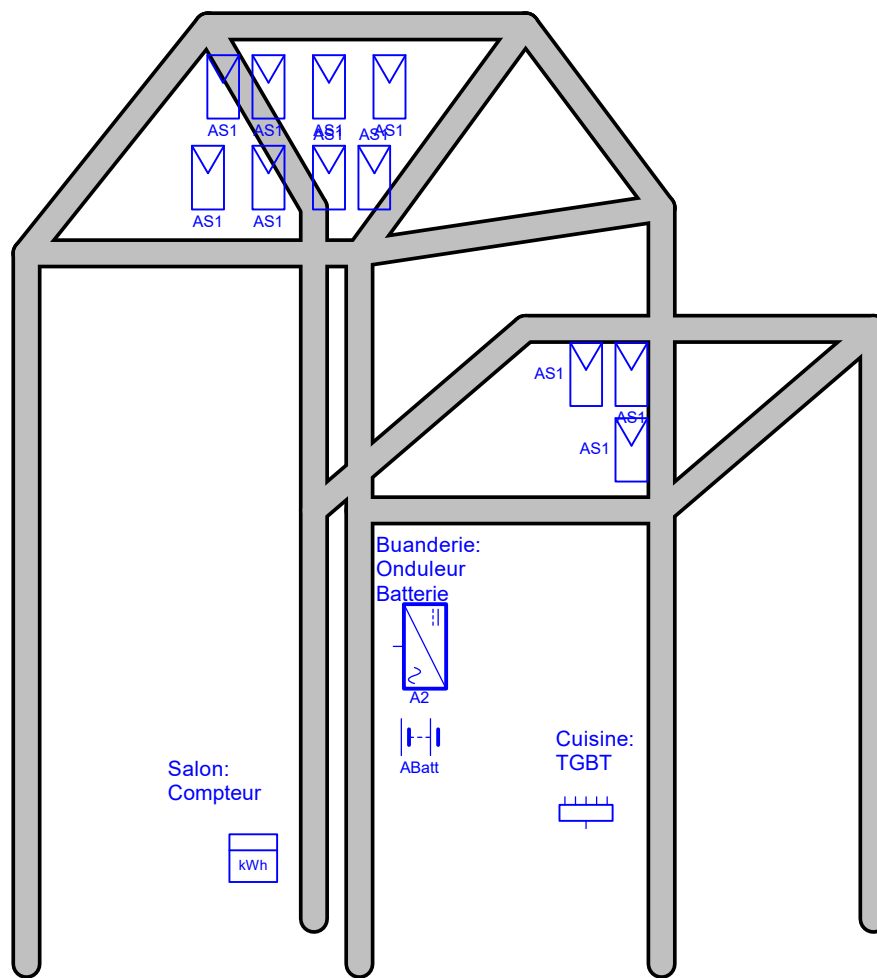 AS1 AS1 AS1 AS1
AS1 AS1
AS1 AS1
AS1
AS1
AS1
Buanderie:
Onduleur
Batterie
A2
ABatt
Cuisine:
TGBT
Salon:
Compteur
kWh